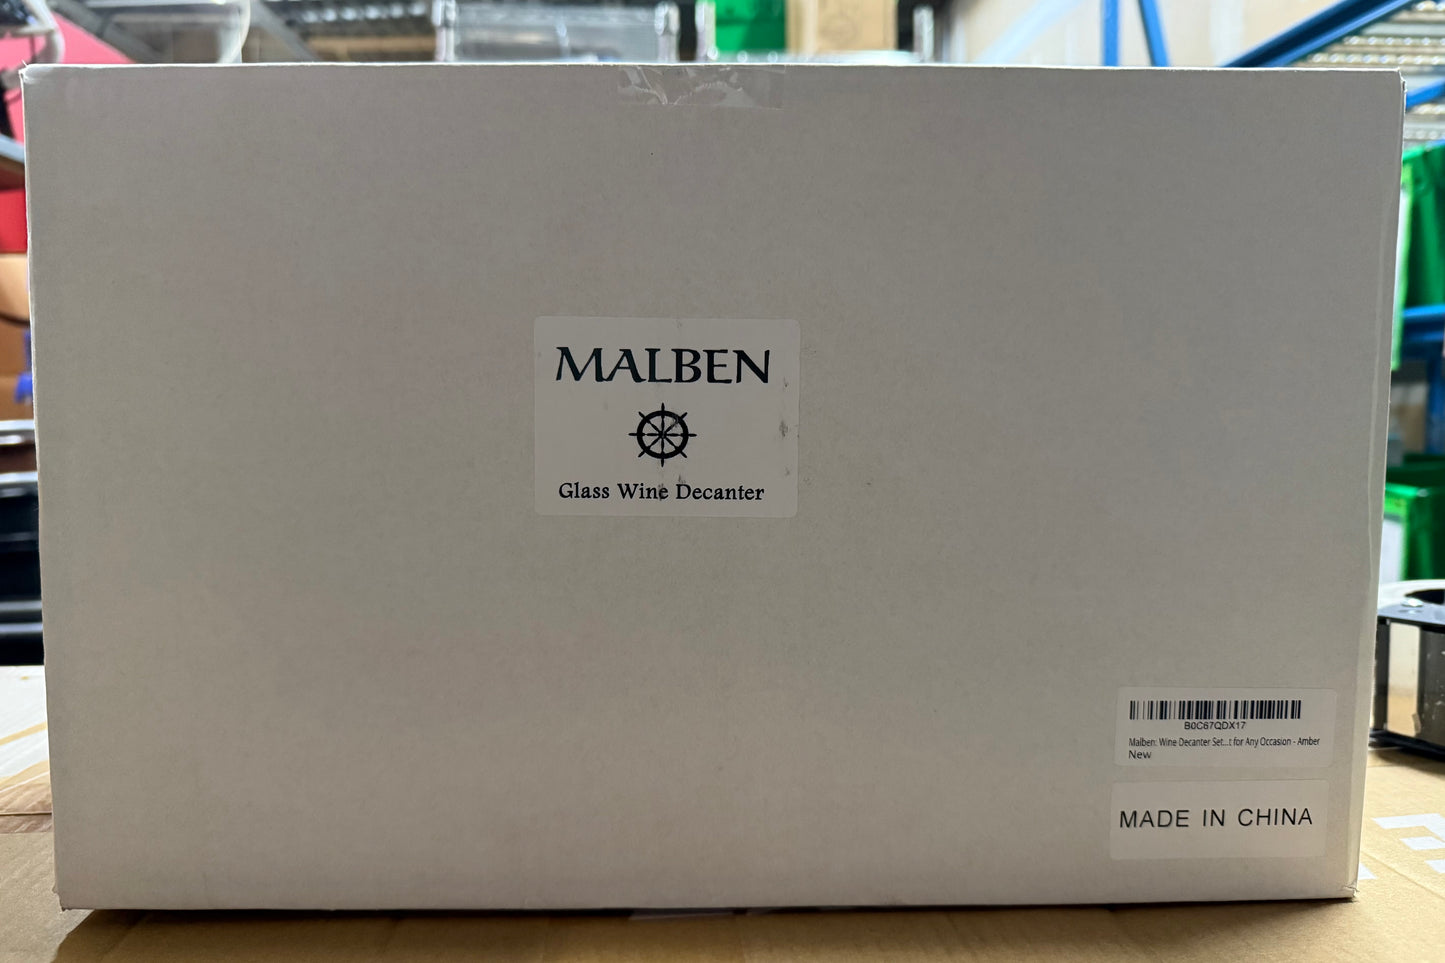 MALBEN
Glass Wine Decanter
B0C67QDX17
Malben: Wine Decanter Set...t for Any Occasion - Amber
New
MADE IN CHINA